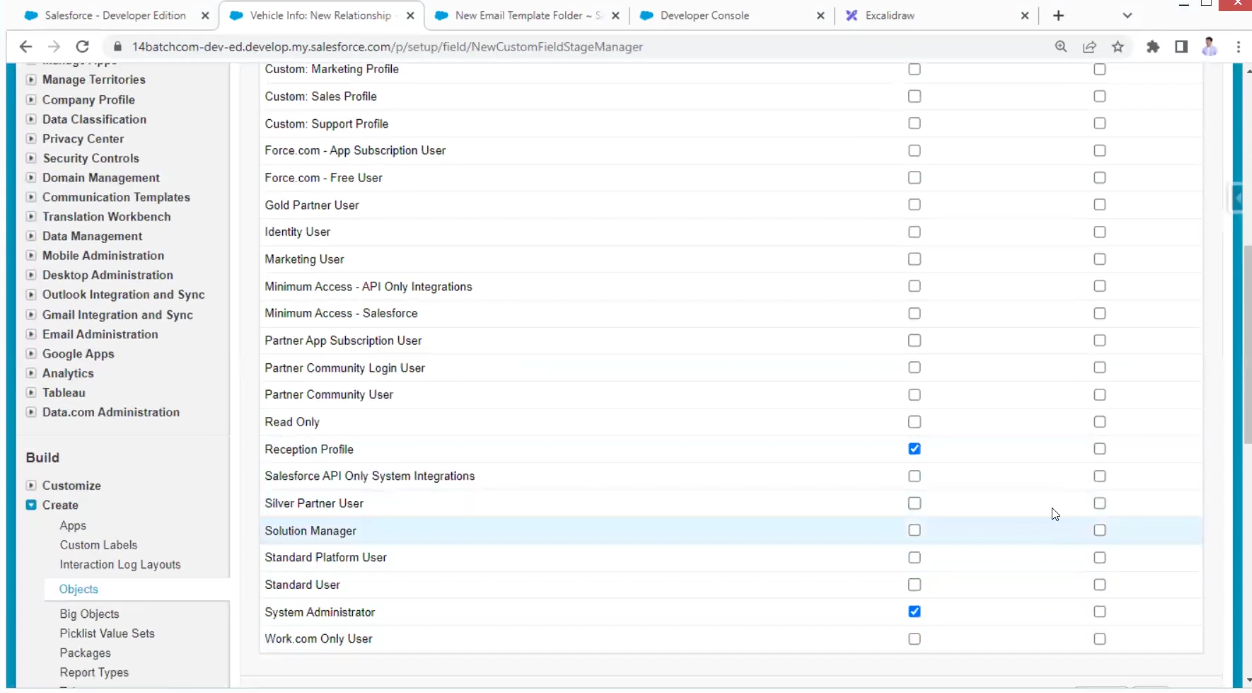 Salesforce - Developer Edition
Vehicle Info: New Relationship
New Email Template Folder ~ S
Developer Console
Excalidraw
14batchcom-dev-ed.develop.my.salesforce.com/p/setup/field/NewCustomFieldStageManager
Manage Apps
Manage Territories
Company Profile
Data Classification
Privacy Center
Security Controls
Domain Management
Communication Templates
Translation Workbench
Data Management
Mobile Administration
Desktop Administration
Outlook Integration and Sync
Gmail Integration and Sync
Email Administration
Google Apps
Analytics
Tableau
Data.com Administration
Build
Customize
Create
Apps
Custom Labels
Interaction Log Layouts
Objects
Big Objects
Picklist Value Sets
Packages
Report Types
Custom: Marketing Profile
Custom: Sales Profile
Custom: Support Profile
Force.com - App Subscription User
Force.com - Free User
Gold Partner User
Identity User
Marketing User
Minimum Access - API Only Integrations
Minimum Access - Salesforce
Partner App Subscription User
Partner Community Login User
Partner Community User
Read Only
Reception Profile
Salesforce API Only System Integrations
Silver Partner User
Solution Manager
Standard Platform User
Standard User
System Administrator
Work.com Only User